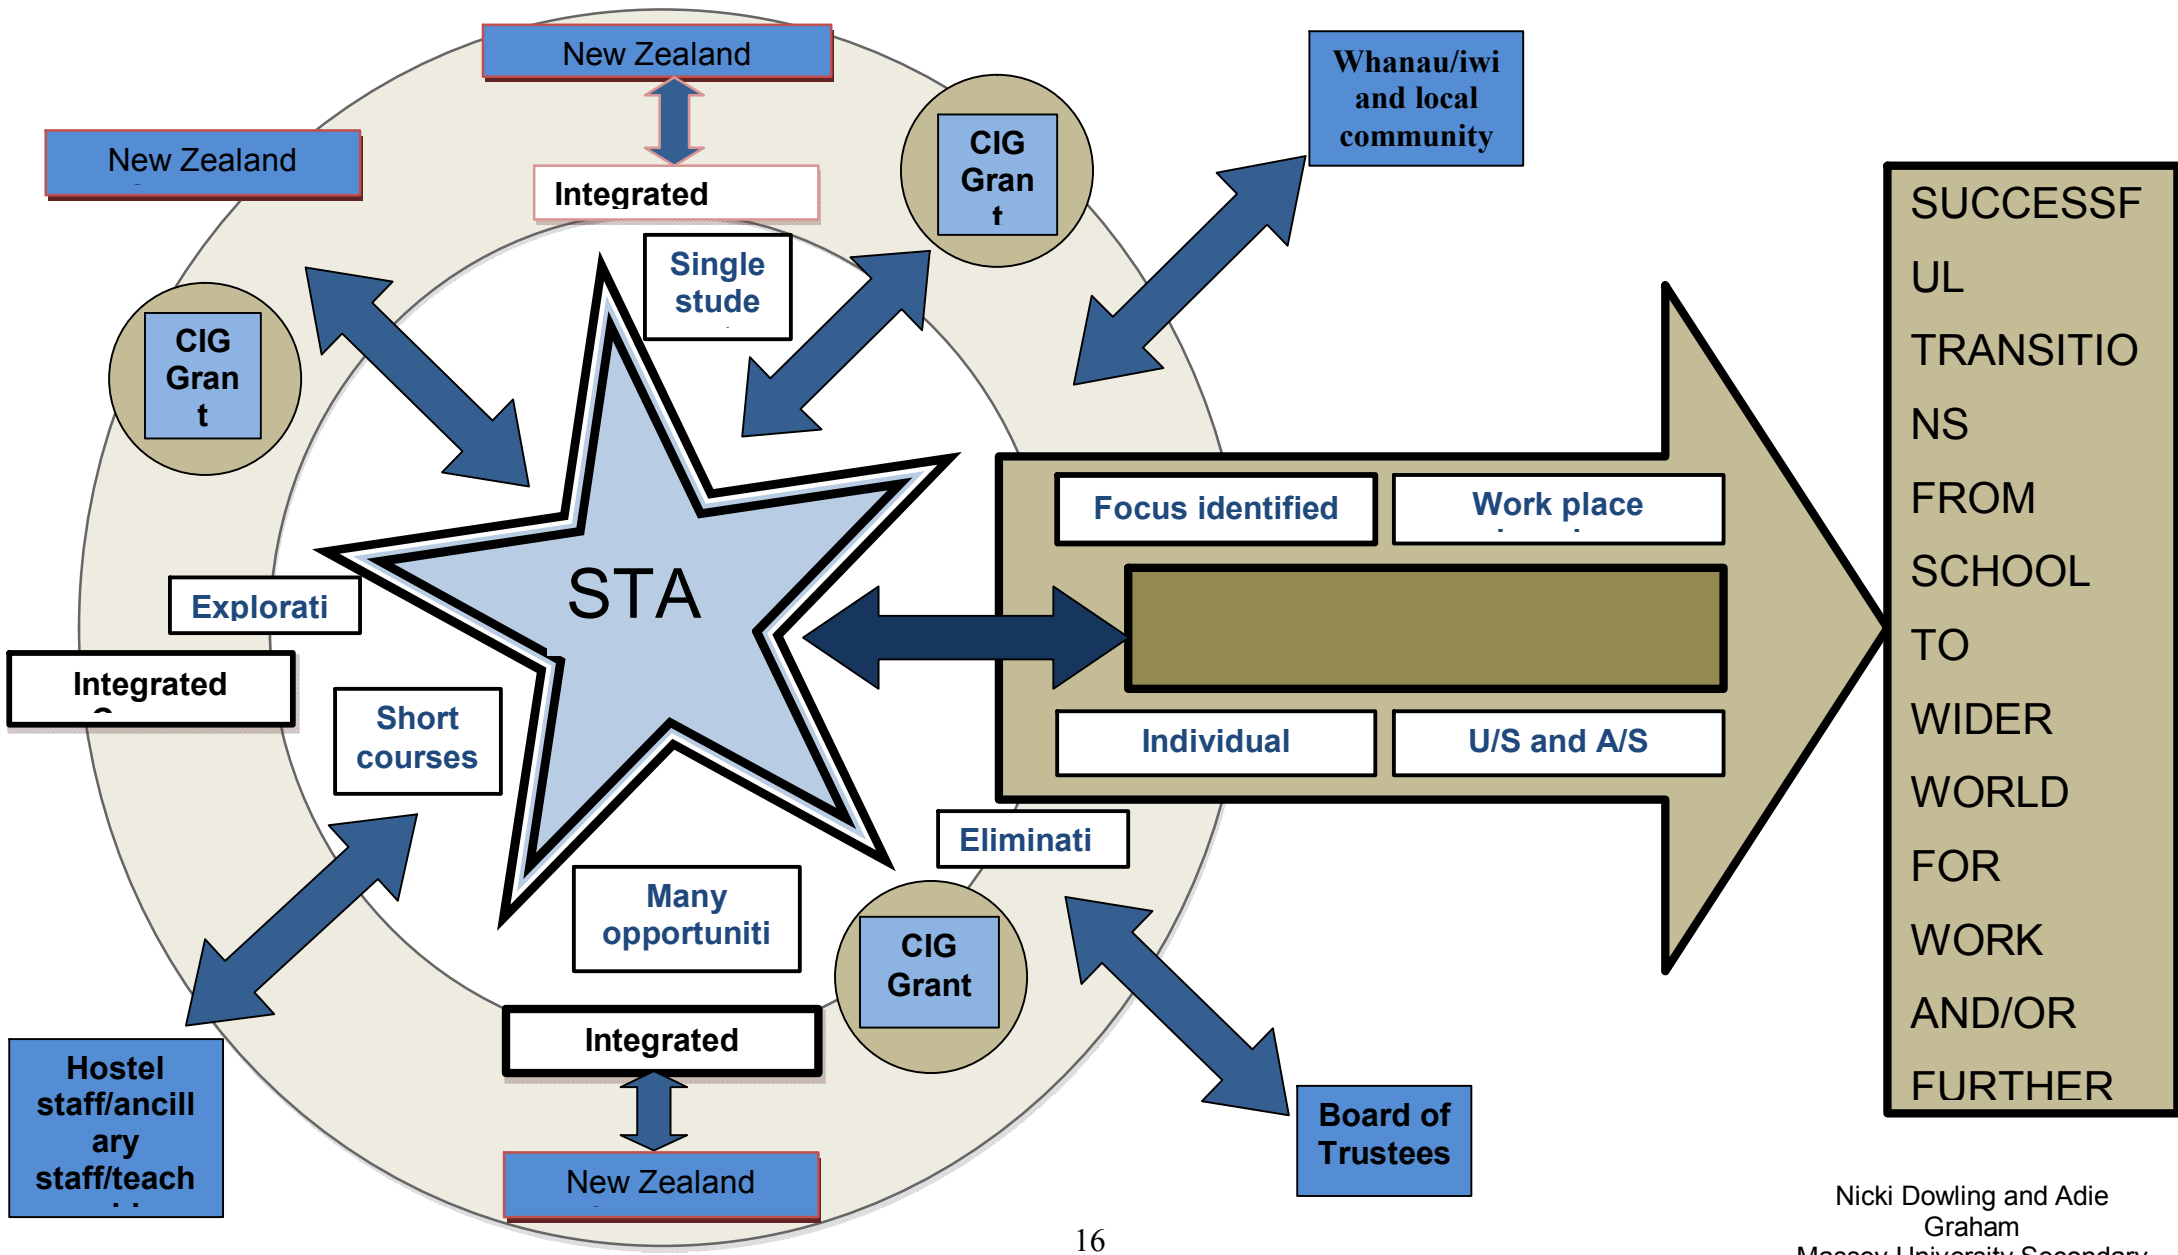 New Zealand
Whanau/iwi
and local
community
New Zealand
CIG
Gran
t
Integrated
Single
stude
CIG
Gran
t
SUCCESSF
UL
TRANSITIO
NS
FROM
SCHOOL
TO
WIDER
WORLD
FOR
WORK
AND/OR
FURTHER
STA
Focus identified
Work place
Explorati
Integrated
Short
courses
Individual
U/S and A/S
Eliminati
Many
opportuniti
CIG
Grant
Integrated
Hostel
staff/ancill
ary
staff/teach
New Zealand
Board of
Trustees
16
Nicki Dowling and Adie
Graham
Massey University Secondary